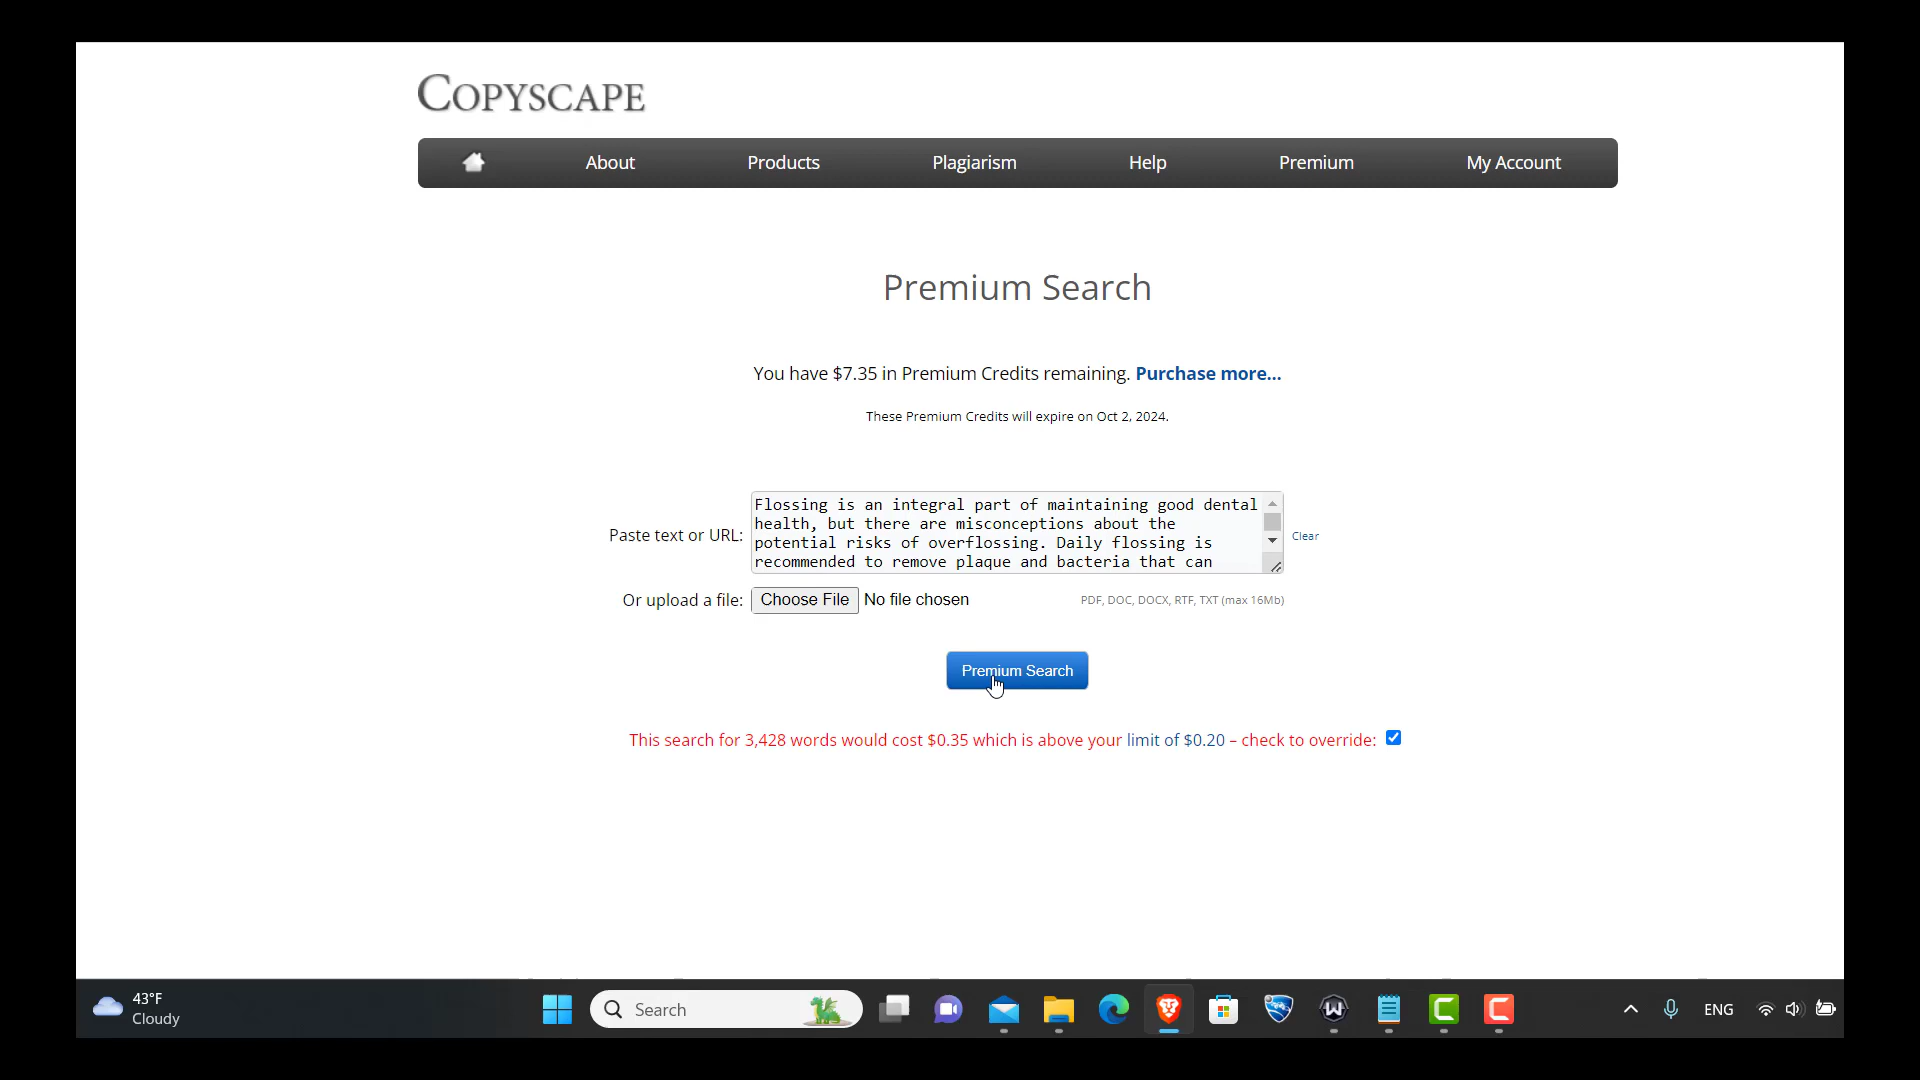 COPYSCAPE
About Products Plagiarism Help Premium My Account
Premium Search
You have $7.35 in Premium Credits remaining. Purchase more...
These Premium Credits will expire on Oct 2, 2024.
Paste text or URL:
Flossing is an integral part of maintaining good dental
health, but there are misconceptions about the
potential risks of overflossing. Daily flossing is
recommended to remove plaque and bacteria that can
Clear
Or upload a file: Choose File No file chosen PDF, DOC, DOCX, RTF, TXT (max 16Mb)
Premium Search
This search for 3,428 words would cost $0.35 which is above your limit of $0.20 – check to override:
43°F
Cloudy
Search
ENG